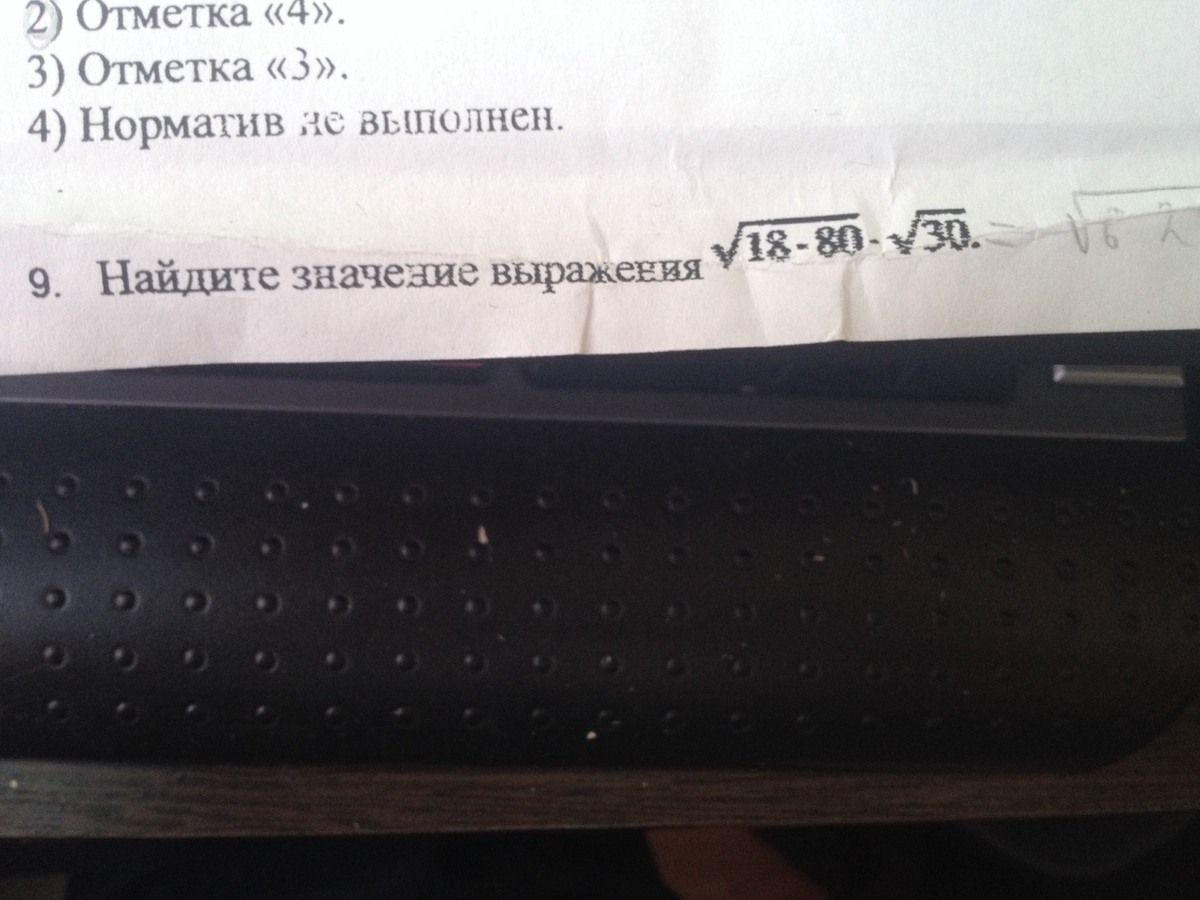 2) Отметка «4».
3) Отметка «3».
4) Норматив не выполнен.
9. Найдите значение выражения √18·80·√30. =